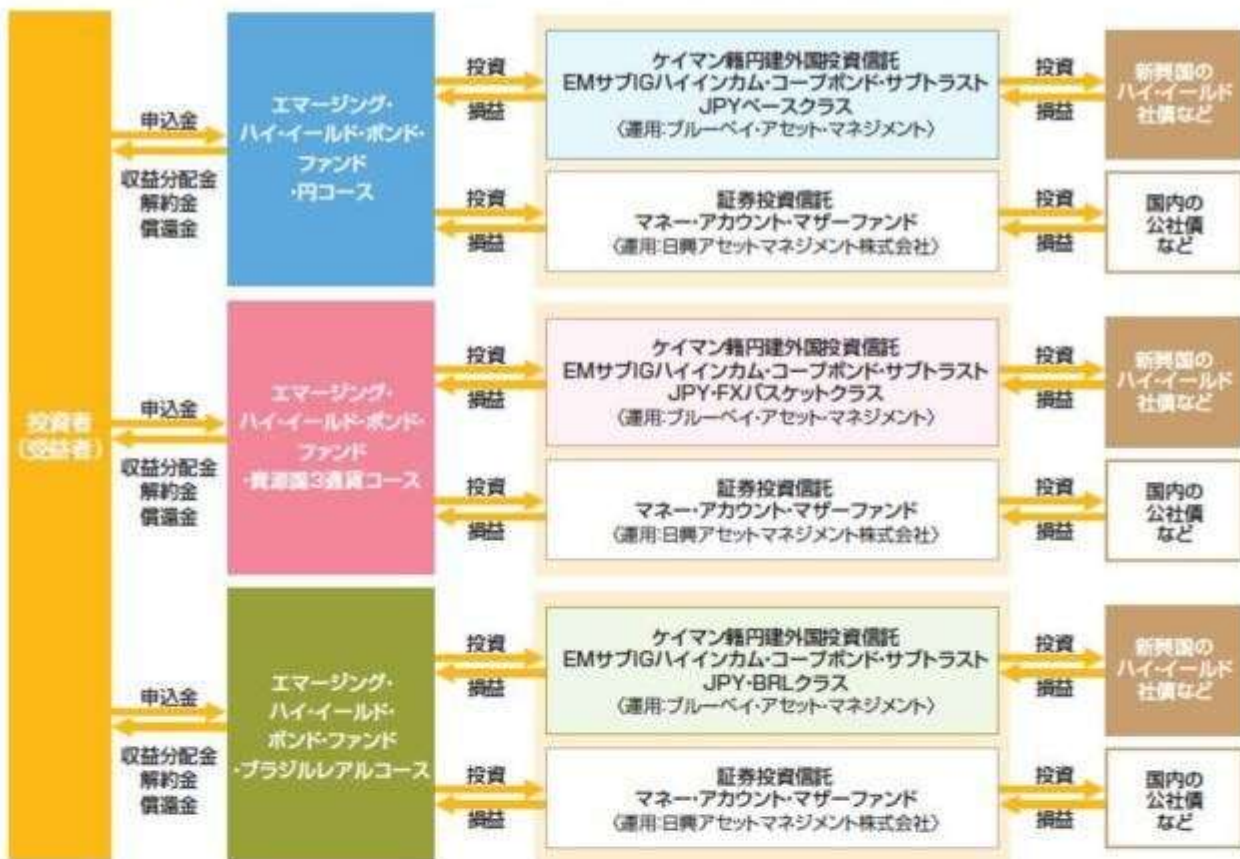 投資者
(受益者)
申込金
収益分配金
解約金
償還金
エマージング・
ハイ・イールド・ボンド・
ファンド
・円コース
投資
損益
ケイマン籍円建外国投資信託
EMサブIGハイインカム・コープボンド・サブトラスト
JPYベースクラス
〈運用:ブルーベイ・アセット・マネジメント〉
投資
損益
新興国の
ハイ・イールド
社債など
投資
損益
証券投資信託
マネー・アカウント・マザーファンド
〈運用:日興アセットマネジメント株式会社〉
投資
損益
国内の
公社債
など
申込金
収益分配金
解約金
償還金
エマージング・
ハイ・イールド・ボンド・
ファンド
・資源国3通貨コース
投資
損益
ケイマン籍円建外国投資信託
EMサブIGハイインカム・コープボンド・サブトラスト
JPY・FXバスケットクラス
〈運用:ブルーベイ・アセット・マネジメント〉
投資
損益
新興国の
ハイ・イールド
社債など
投資
損益
証券投資信託
マネー・アカウント・マザーファンド
〈運用:日興アセットマネジメント株式会社〉
投資
損益
国内の
公社債
など
申込金
収益分配金
解約金
償還金
エマージング・
ハイ・イールド・
ボンド・ファンド
・ブラジルレアルコース
投資
損益
ケイマン籍円建外国投資信託
EMサブIGハイインカム・コープボンド・サブトラスト
JPY・BRLクラス
〈運用:ブルーベイ・アセット・マネジメント〉
投資
損益
新興国の
ハイ・イールド
社債など
投資
損益
証券投資信託
マネー・アカウント・マザーファンド
〈運用:日興アセットマネジメント株式会社〉
投資
損益
国内の
公社債
など